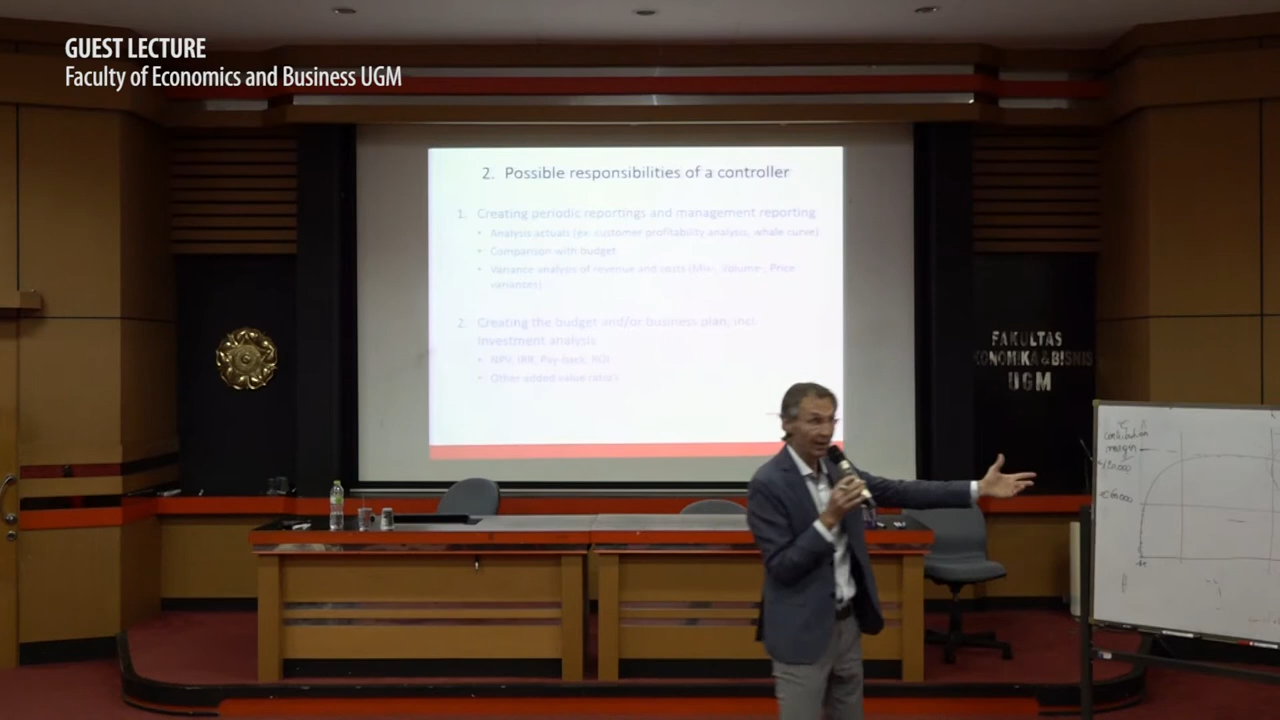 GUEST LECTURE
Faculty of Economics and Business UGM
2. Possible responsibilities of a controller
1. Creating periodic reportings and management reporting
• Analysis actuals (ex. customer profitability analysis, whale curve)
• Comparison with budget
• Variance analysis of revenue and costs (Mix-, Volume-, Price
variances)
2. Creating the budget and/or business plan, incl.
investment analysis
• NPV, IRR, Pay-back, ROI
• Other added value ratio's
FAKULTAS
KONOMIKA & BISNIS
UGM
contribution
margin